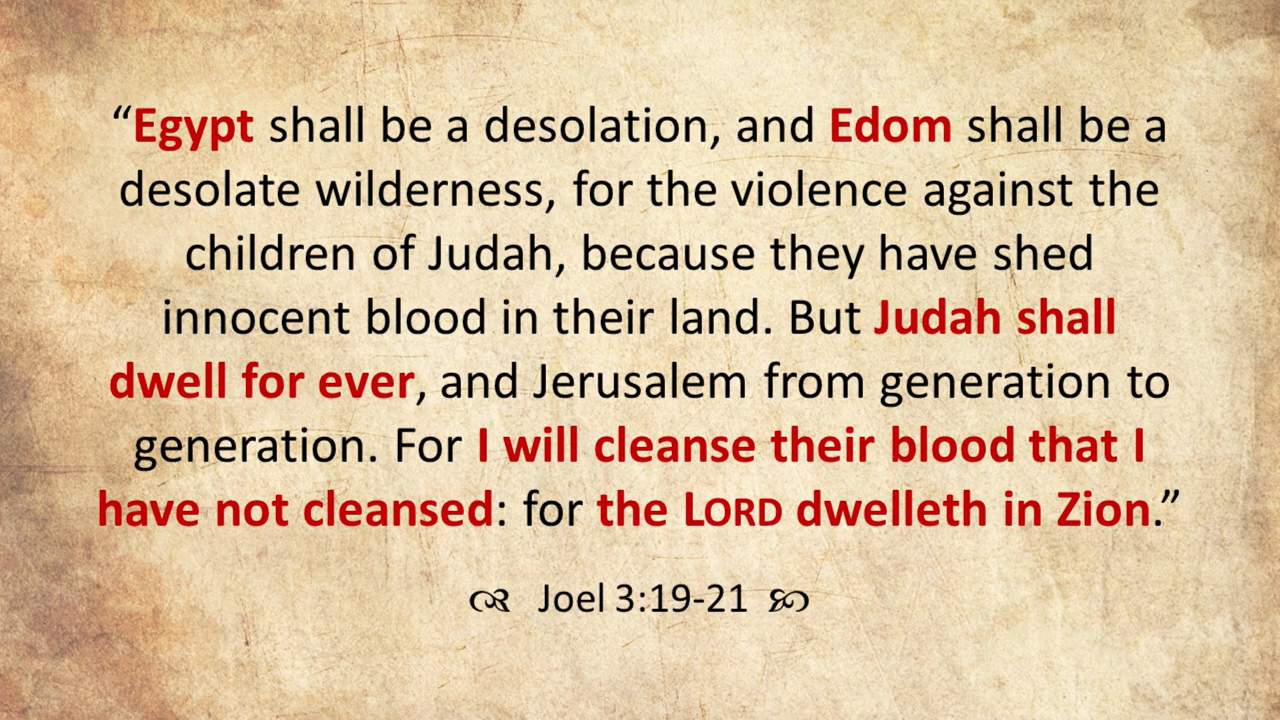 “Egypt shall be a desolation, and Edom shall be a
desolate wilderness, for the violence against the
children of Judah, because they have shed
innocent blood in their land. But Judah shall
dwell for ever, and Jerusalem from generation to
generation. For I will cleanse their blood that I
have not cleansed: for the LORD dwelleth in Zion.”
Joel 3:19-21